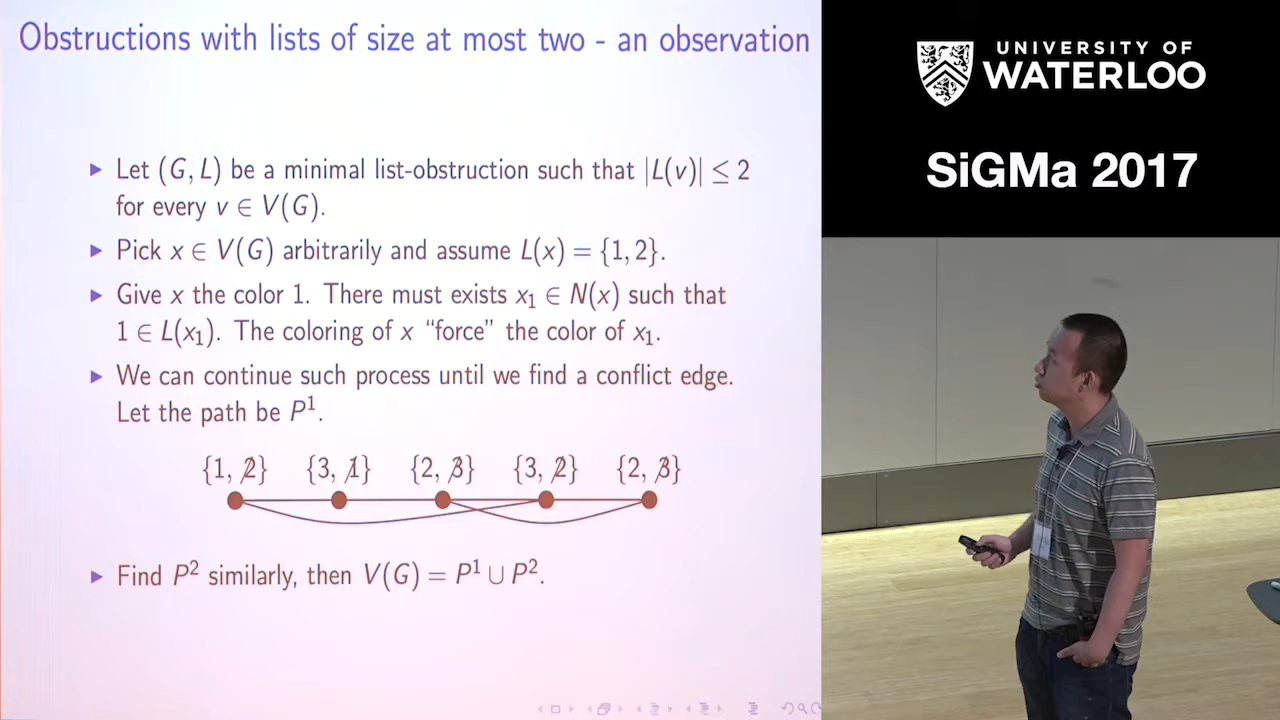 Obstructions with lists of size at most two - an observation
UNIVERSITY OF
WATERLOO
SiGMa 2017
▶ Let (G, L) be a minimal list-obstruction such that |L(v)| ≤ 2
for every v ∈ V(G).
▶ Pick x ∈ V(G) arbitrarily and assume L(x) = {1, 2}.
▶ Give x the color 1. There must exists x₁ ∈ N(x) such that
1 ∈ L(x₁). The coloring of x “force” the color of x₁.
▶ We can continue such process until we find a conflict edge.
Let the path be P¹.
{1, 2̸} {3, 1̸} {2, 3̸} {3, 2̸} {2, 3̸}
▶ Find P² similarly, then V(G) = P¹ ∪ P².